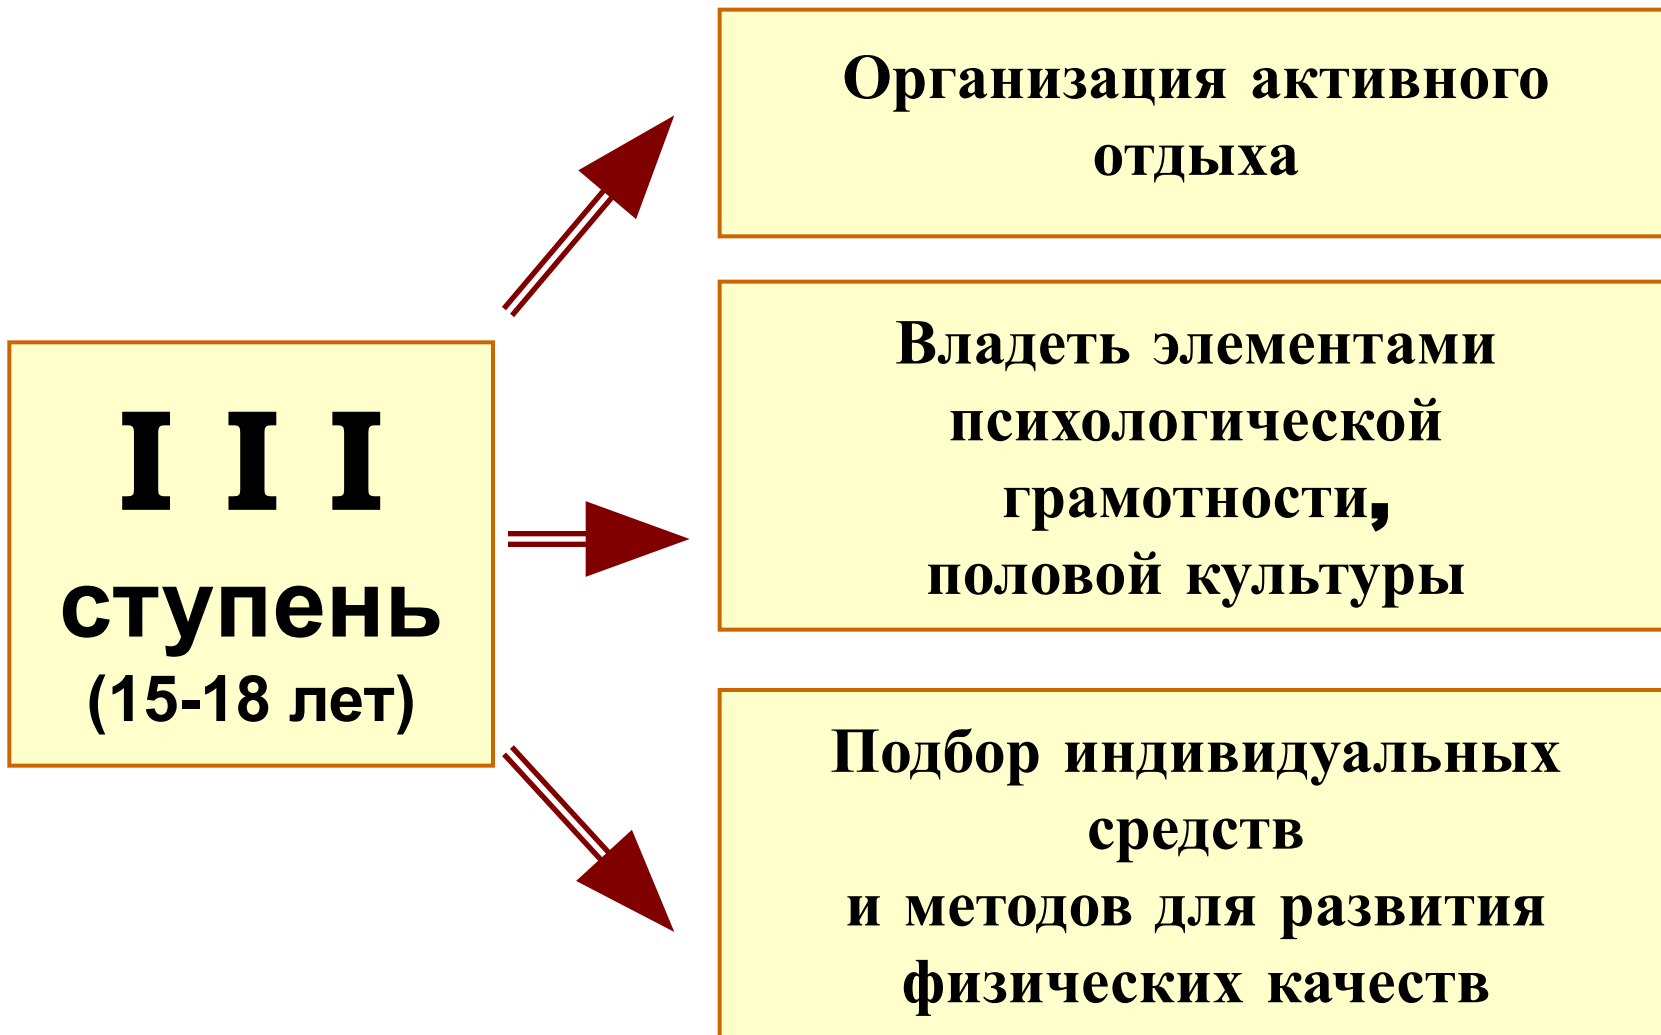 I I I
ступень
(15-18 лет)
Организация активного
отдыха
Владеть элементами
психологической
грамотности,
половой культуры
Подбор индивидуальных
средств
и методов для развития
физических качеств